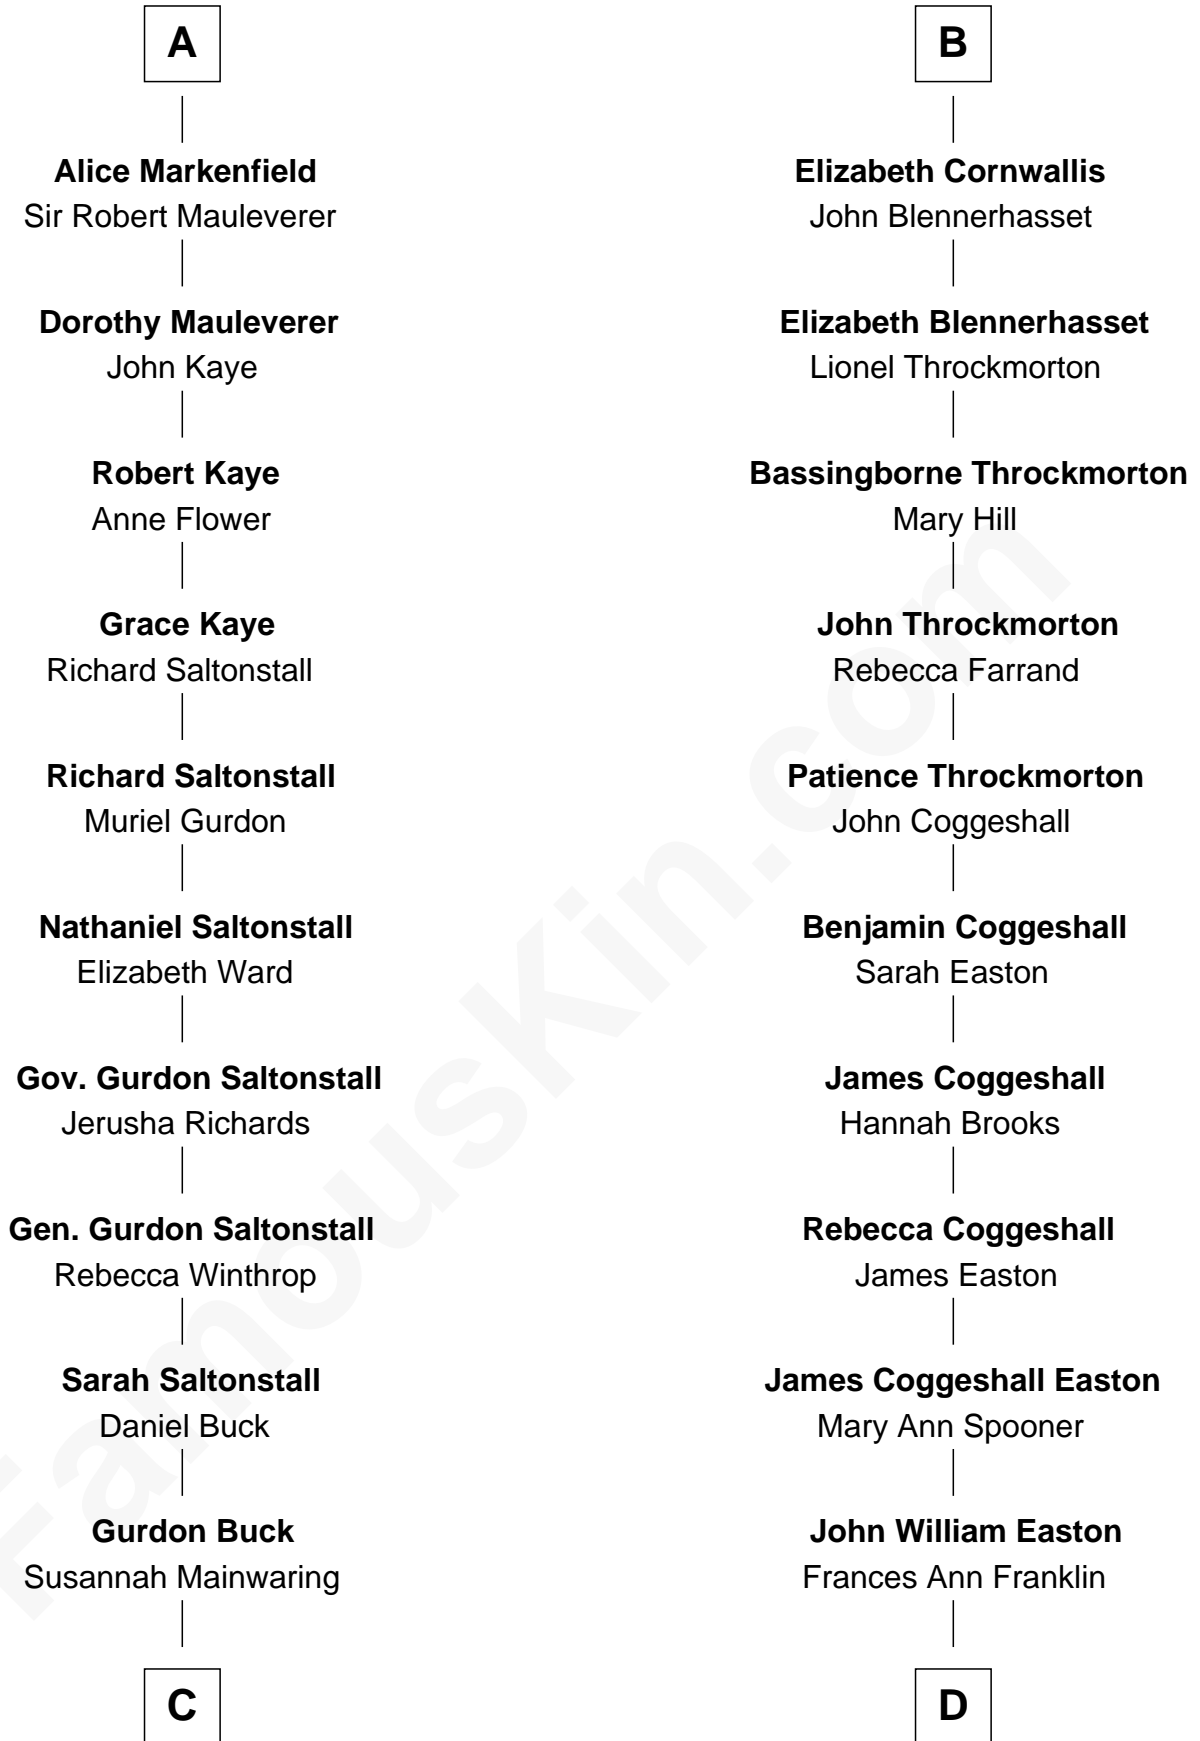 A
Alice Markenfield
Sir Robert Mauleverer
Dorothy Mauleverer
John Kaye
Robert Kaye
Anne Flower
Grace Kaye
Richard Saltonstall
Richard Saltonstall
Muriel Gurdon
Nathaniel Saltonstall
Elizabeth Ward
Gov. Gurdon Saltonstall
Jerusha Richards
Gen. Gurdon Saltonstall
Rebecca Winthrop
Sarah Saltonstall
Daniel Buck
Gurdon Buck
Susannah Mainwaring
C
B
Elizabeth Cornwallis
John Blennerhasset
Elizabeth Blennerhasset
Lionel Throckmorton
Bassingborne Throckmorton
Mary Hill
John Throckmorton
Rebecca Farrand
Patience Throckmorton
John Coggeshall
Benjamin Coggeshall
Sarah Easton
James Coggeshall
Hannah Brooks
Rebecca Coggeshall
James Easton
James Coggeshall Easton
Mary Ann Spooner
John William Easton
Frances Ann Franklin
D
FamousKin.com